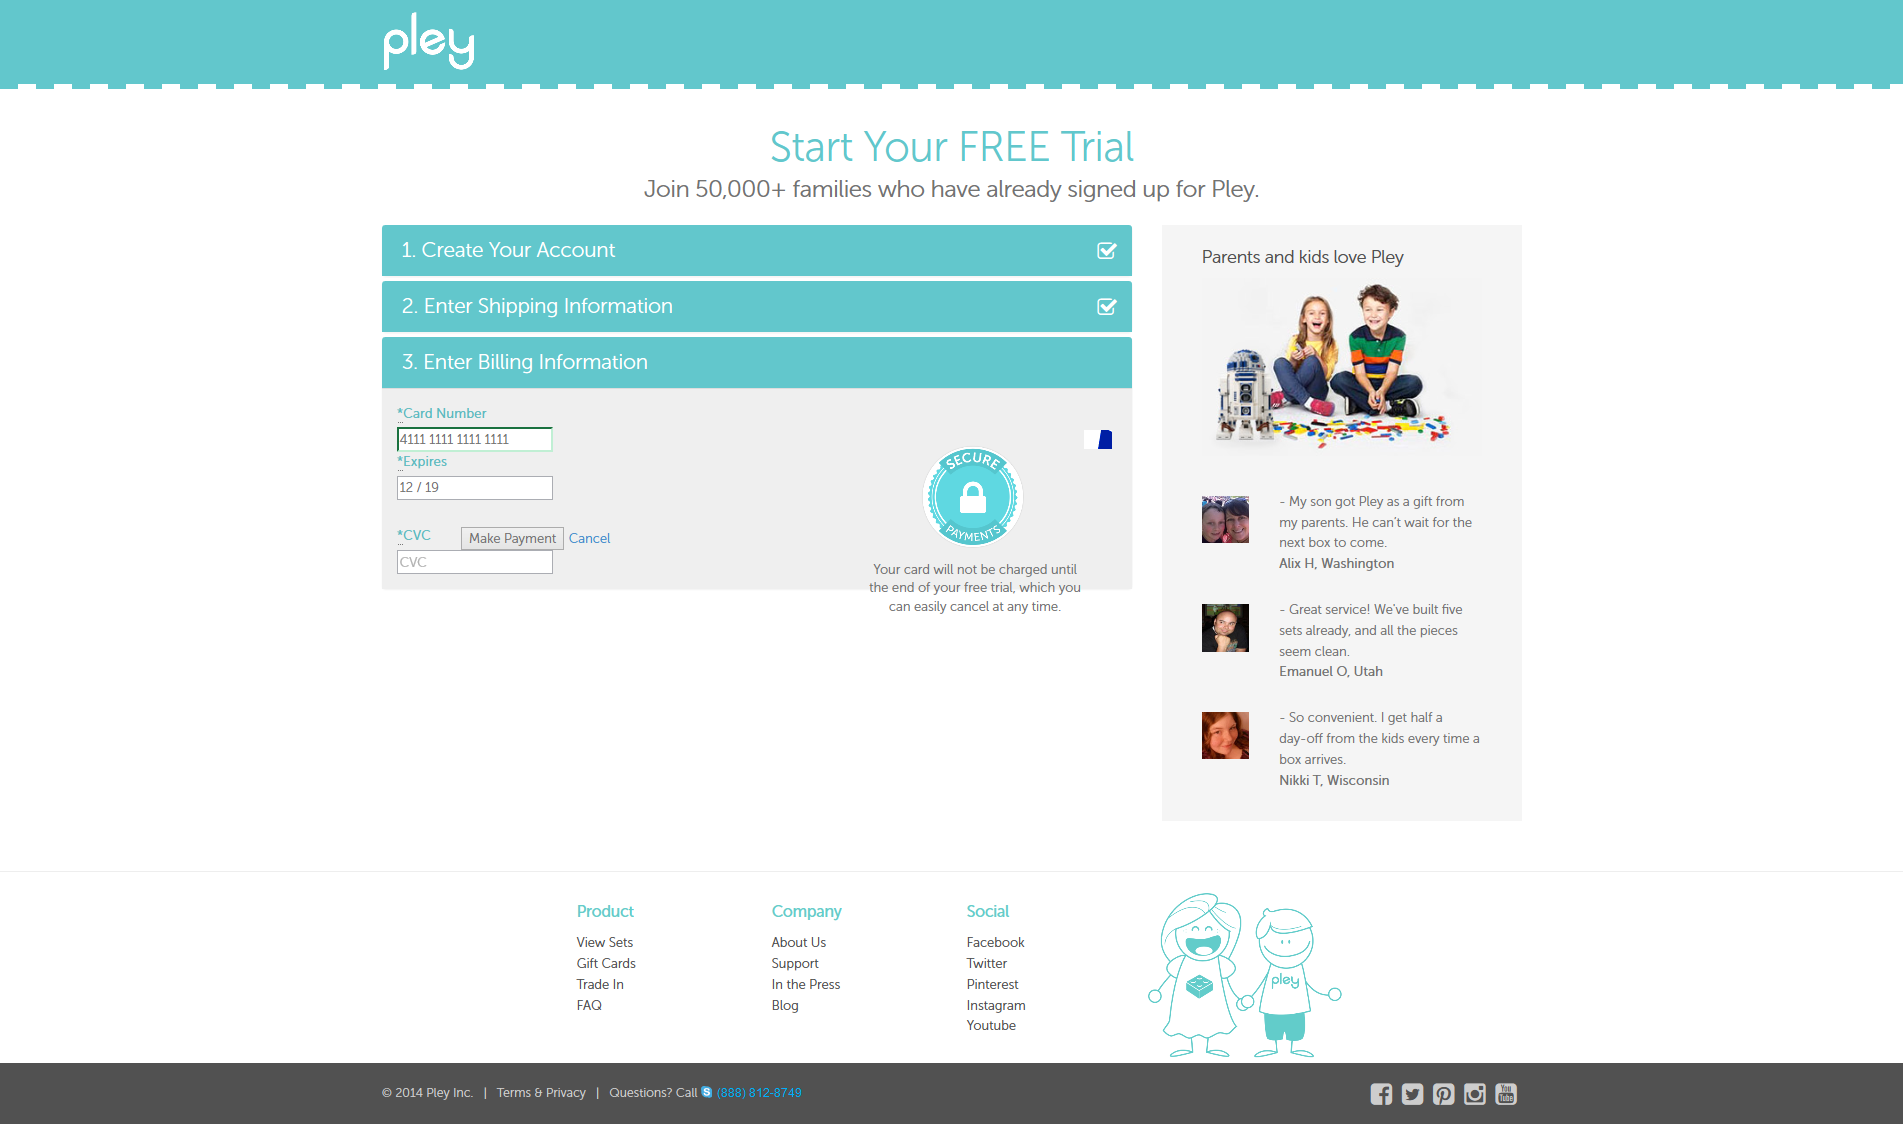 pley
Start Your FREE Trial
Join 50,000+ families who have already signed up for Pley.
1. Create Your Account
2. Enter Shipping Information
3. Enter Billing Information
*Card Number
4111 1111 1111 1111
*Expires
12 / 19
*CVC
Make Payment Cancel
CVC
SECURE
PAYMENTS
Your card will not be charged until
the end of your free trial, which you
can easily cancel at any time.
Parents and kids love Pley
- My son got Pley as a gift from
my parents. He can't wait for the
next box to come.
Alix H, Washington
- Great service! We've built five
sets already, and all the pieces
seem clean.
Emanuel O, Utah
- So convenient. I get half a
day-off from the kids every time a
box arrives.
Nikki T, Wisconsin
Product
View Sets
Gift Cards
Trade In
FAQ
Company
About Us
Support
In the Press
Blog
Social
Facebook
Twitter
Pinterest
Instagram
Youtube
pley
© 2014 Pley Inc. | Terms & Privacy | Questions? Call (888) 812-8749
You
Tube